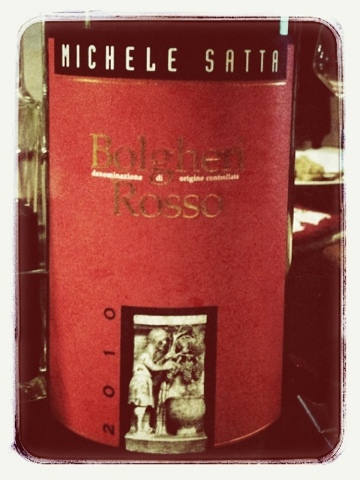 MICHELE SATTA
Bolgheri
denominazione di origine controllata
Rosso
2010